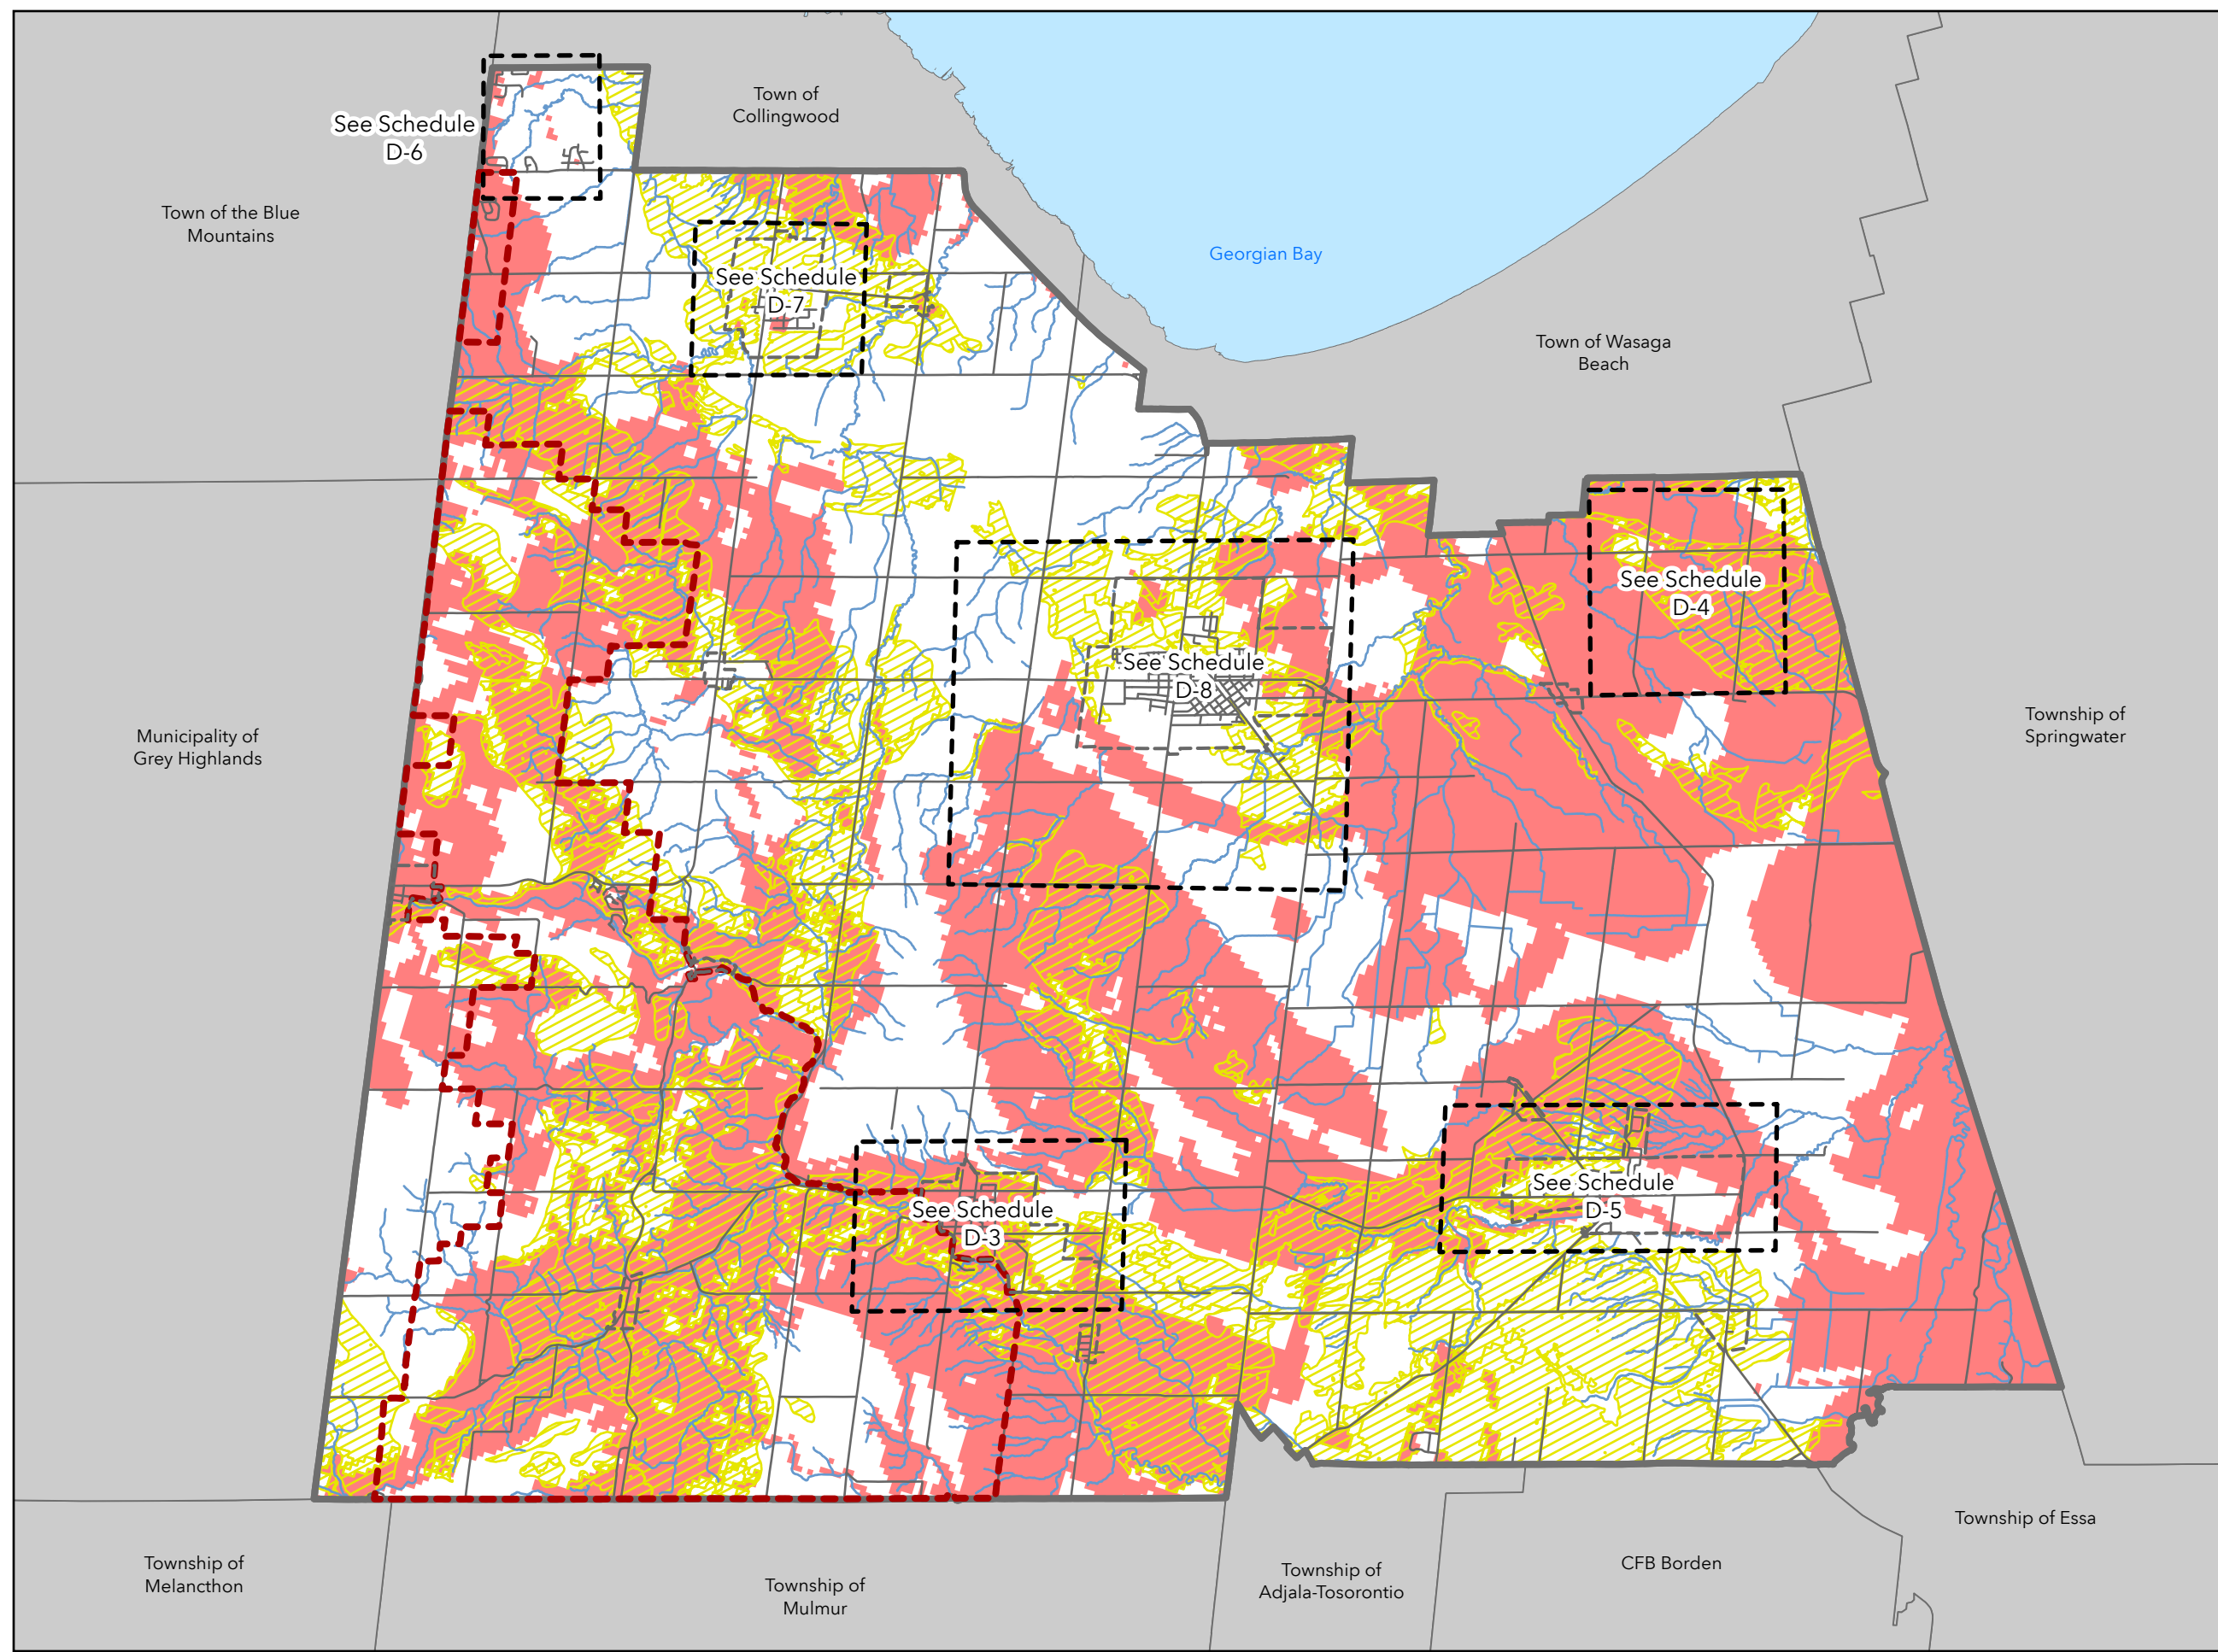 Town of
Collingwood
See Schedule
D-6
Town of the Blue
Mountains
Georgian Bay
See Schedule
D-7
Town of Wasaga
Beach
See Schedule
D-4
See Schedule
D-8
Township of
Springwater
Municipality of
Grey Highlands
See Schedule
D-5
See Schedule
D-3
Township of Essa
Township of
Melancthon
Township of
Mulmur
Township of
Adjala-Tosorontio
CFB Borden